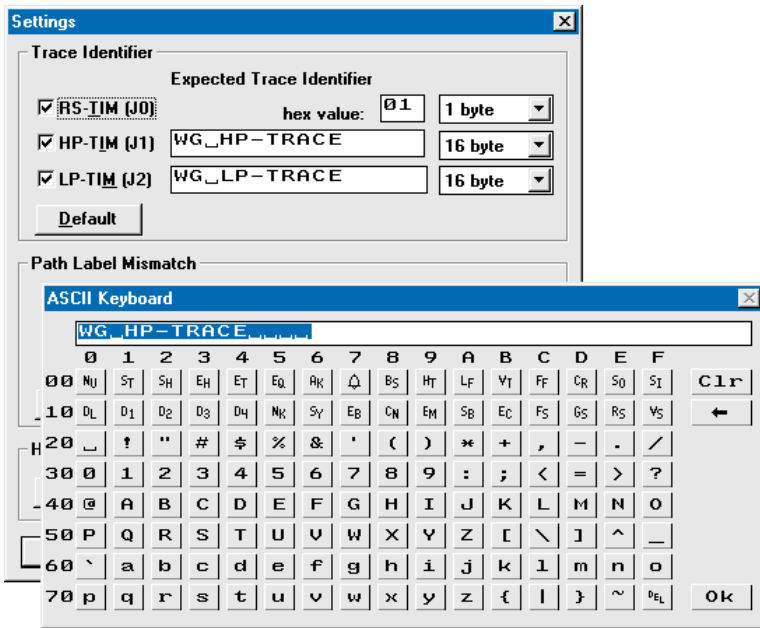 Settings
Trace Identifier
Expected Trace Identifier
RS-TIM (J0) hex value: 01 1 byte
HP-TIM (J1) WG␣HP-TRACE 16 byte
LP-TIM (J2) WG␣LP-TRACE 16 byte
Default
Path Label Mismatch
ASCII Keyboard
WG␣HP-TRACE␣␣␣␣
0 1 2 3 4 5 6 7 8 9 A B C D E F
00 NU ST SH EH ET EQ AK BS HT LF VT FF CR SO SI Clr
10 DL D1 D2 D3 D4 NK SY EB CN EM SB EC FS GS RS VS ←
H
20 ␣ ! " # $ % & ' ( ) * + , - . /
30 0 1 2 3 4 5 6 7 8 9 : ; < = > ?
40 @ A B C D E F G H I J K L M N O
50 P Q R S T U V W X Y Z [ \ ] ^ _
60 ` a b c d e f g h i j k l m n o
70 p q r s t u v w x y z { | } ~ DEL Ok